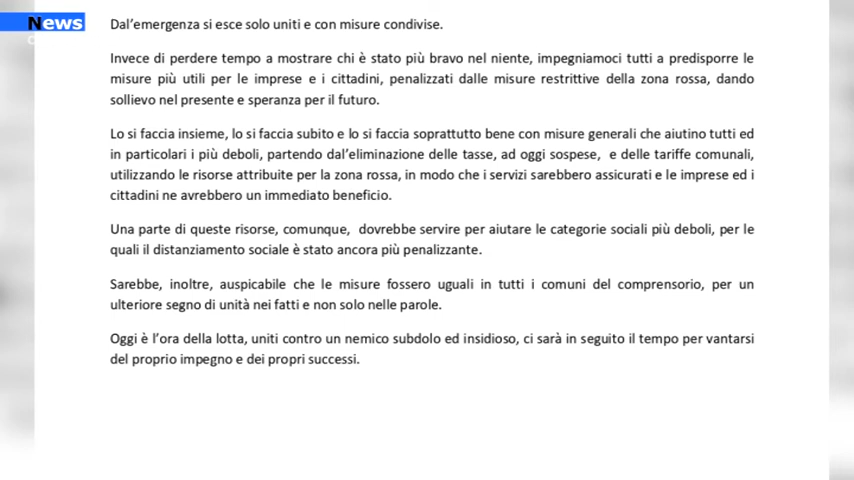 News
Dal’emergenza si esce solo uniti e con misure condivise.
Invece di perdere tempo a mostrare chi è stato più bravo nel niente, impegniamoci tutti a predisporre le
misure più utili per le imprese e i cittadini, penalizzati dalle misure restrittive della zona rossa, dando
sollievo nel presente e speranza per il futuro.
Lo si faccia insieme, lo si faccia subito e lo si faccia soprattutto bene con misure generali che aiutino tutti ed
in particolari i più deboli, partendo dal’eliminazione delle tasse, ad oggi sospese, e delle tariffe comunali,
utilizzando le risorse attribuite per la zona rossa, in modo che i servizi sarebbero assicurati e le imprese ed i
cittadini ne avrebbero un immediato beneficio.
Una parte di queste risorse, comunque, dovrebbe servire per aiutare le categorie sociali più deboli, per le
quali il distanziamento sociale è stato ancora più penalizzante.
Sarebbe, inoltre, auspicabile che le misure fossero uguali in tutti i comuni del comprensorio, per un
ulteriore segno di unità nei fatti e non solo nelle parole.
Oggi è l’ora della lotta, uniti contro un nemico subdolo ed insidioso, ci sarà in seguito il tempo per vantarsi
del proprio impegno e dei propri successi.